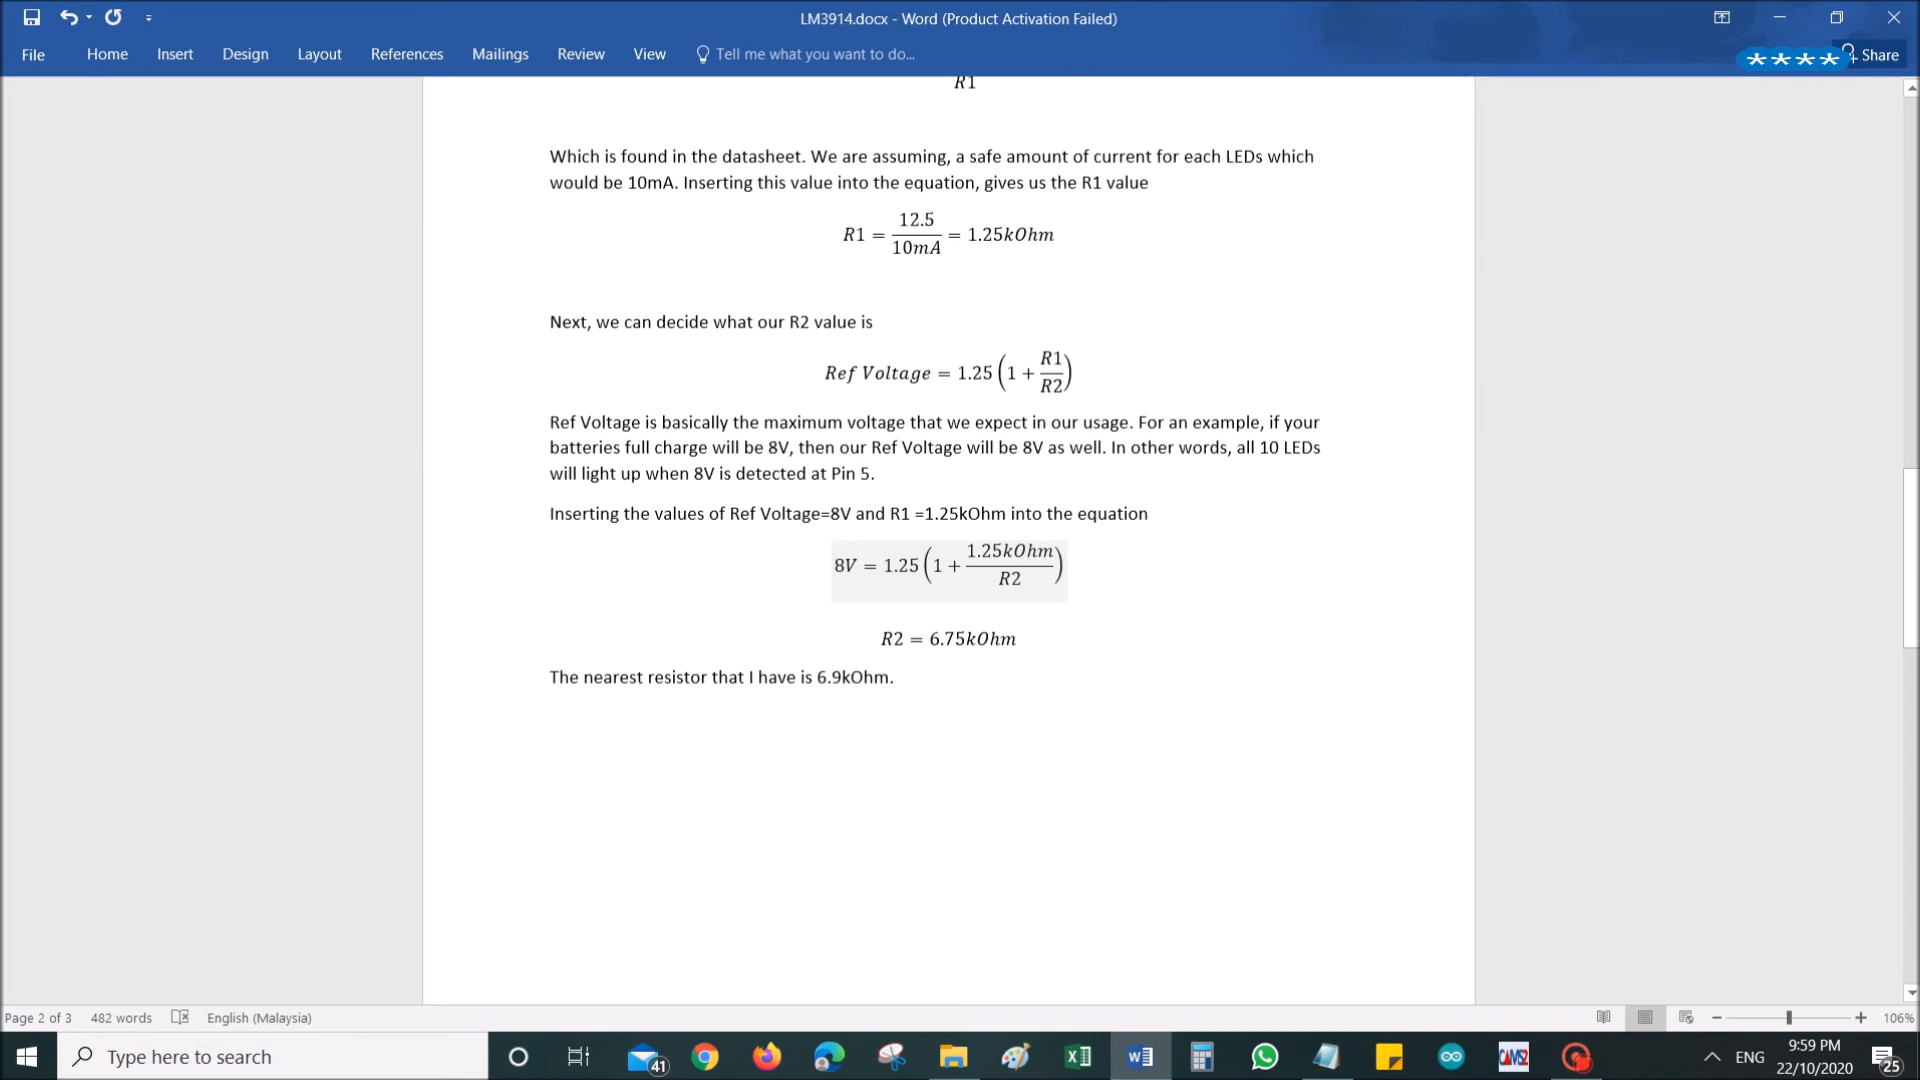 LM3914.docx - Word (Product Activation Failed)
File Home Insert Design Layout References Mailings Review View Tell me what you want to do... **** Share
R1
Which is found in the datasheet. We are assuming, a safe amount of current for each LEDs which
would be 10mA. Inserting this value into the equation, gives us the R1 value
R1 = 12.5/10mA = 1.25kOhm
Next, we can decide what our R2 value is
Ref Voltage = 1.25 (1 + R1/R2)
Ref Voltage is basically the maximum voltage that we expect in our usage. For an example, if your
batteries full charge will be 8V, then our Ref Voltage will be 8V as well. In other words, all 10 LEDs
will light up when 8V is detected at Pin 5.
Inserting the values of Ref Voltage=8V and R1 =1.25kOhm into the equation
8V = 1.25 (1 + 1.25kOhm/R2)
R2 = 6.75kOhm
The nearest resistor that I have is 6.9kOhm.
Page 2 of 3 482 words English (Malaysia) 106%
Type here to search 41 CAMS2 ENG 9:59 PM
22/10/2020 25